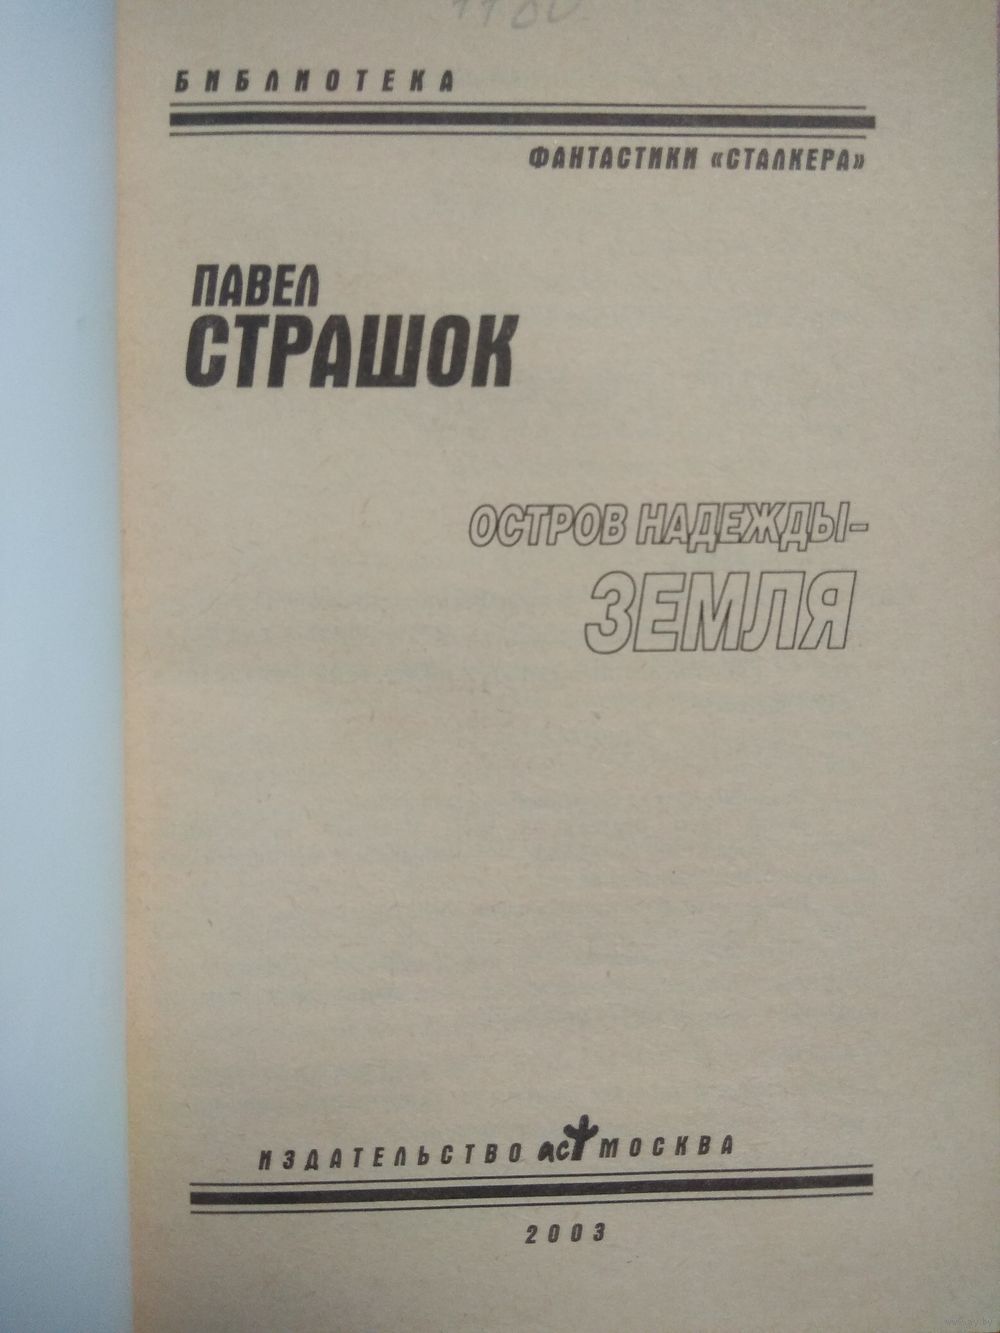 БИБЛИОТЕКА
ФАНТАСТИКИ «СТАЛКЕРА»
ПАВЕЛ
СТРАШОК
ОСТРОВ НАДЕЖДЫ–
ЗЕМЛЯ
ИЗДАТЕЛЬСТВО аст МОСКВА
2003